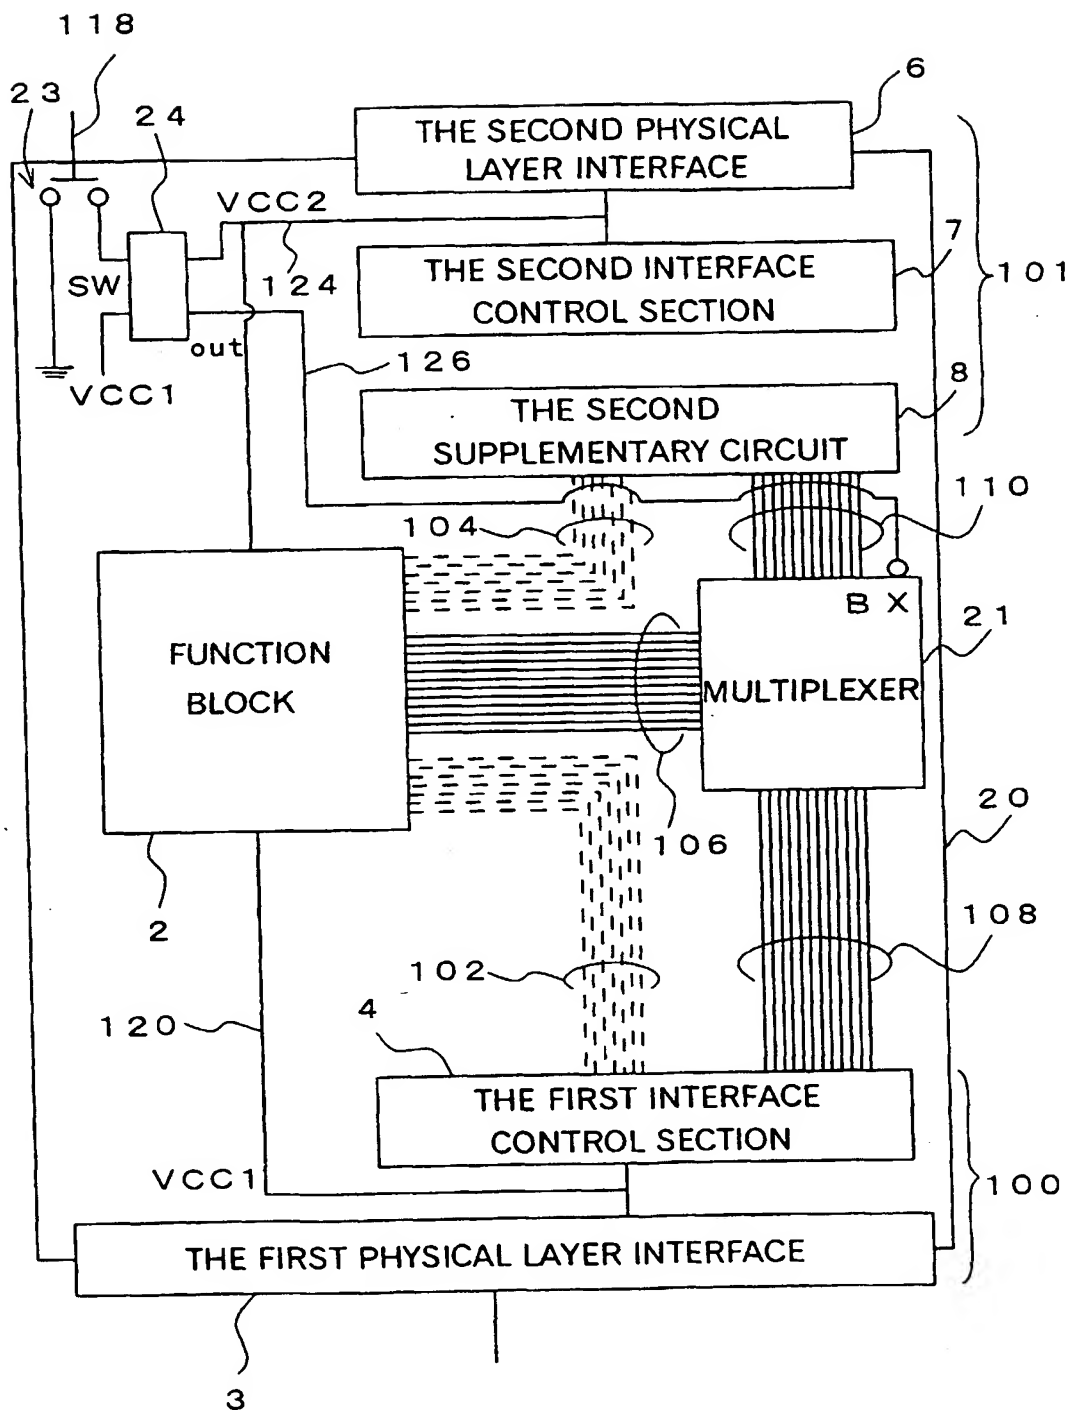 118
23
24
6
THE SECOND PHYSICAL
LAYER INTERFACE
VCC2
124
7
THE SECOND INTERFACE
CONTROL SECTION
101
SW
out
VCC1
126
8
THE SECOND
SUPPLEMENTARY CIRCUIT
104
110
B X
21
FUNCTION
BLOCK
MULTIPLEXER
20
106
2
108
102
120
4
THE FIRST INTERFACE
CONTROL SECTION
VCC1
100
THE FIRST PHYSICAL LAYER INTERFACE
3